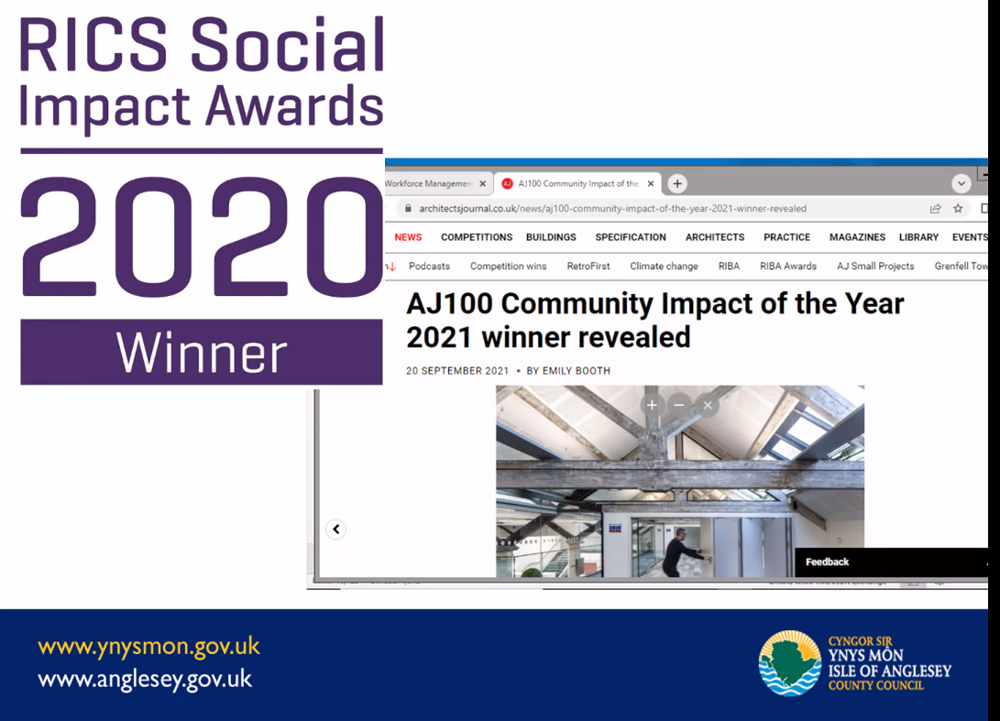 RICS Social
Impact Awards
2020
Winner
Workforce Managemen
AJ AJ100 Community Impact of the
architectsjournal.co.uk/news/aj100-community-impact-of-the-year-2021-winner-revealed
NEWS COMPETITIONS BUILDINGS SPECIFICATION ARCHITECTS PRACTICE MAGAZINES LIBRARY EVENTS
Podcasts Competition wins RetroFirst Climate change RIBA RIBA Awards AJ Small Projects Grenfell Tow
AJ100 Community Impact of the Year
2021 winner revealed
20 SEPTEMBER 2021 • BY EMILY BOOTH
Feedback
www.ynysmon.gov.uk
www.anglesey.gov.uk
CYNGOR SIR
YNYS MÔN
ISLE OF ANGLESEY
COUNTY COUNCIL